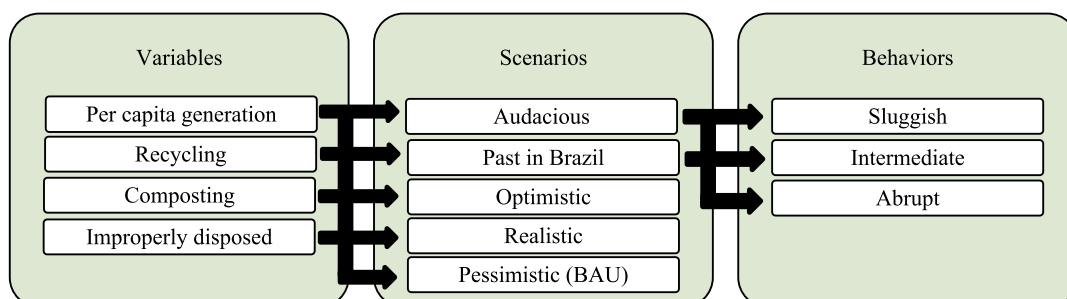 Variables
Per capita generation
Recycling
Composting
Improperly disposed
Scenarios
Audacious
Past in Brazil
Optimistic
Realistic
Pessimistic (BAU)
Behaviors
Sluggish
Intermediate
Abrupt